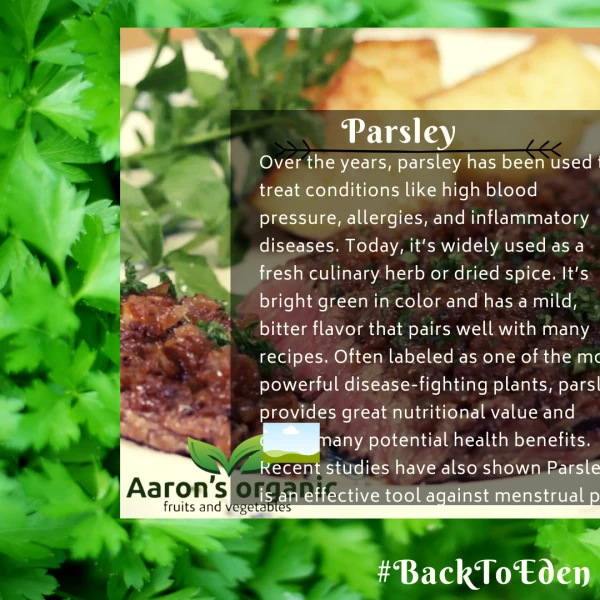 Parsley
Over the years, parsley has been used
treat conditions like high blood
pressure, allergies, and inflammatory
diseases. Today, it's widely used as a
fresh culinary herb or dried spice. It's
bright green in color and has a mild,
bitter flavor that pairs well with many
recipes. Often labeled as one of the
powerful disease-fighting plants,
provides great nutritional value and
many potential health benefits.
Recent studies have also shown
is an effective tool against menstrual
Aaron's organic
fruits and vegetables
#BackToEden